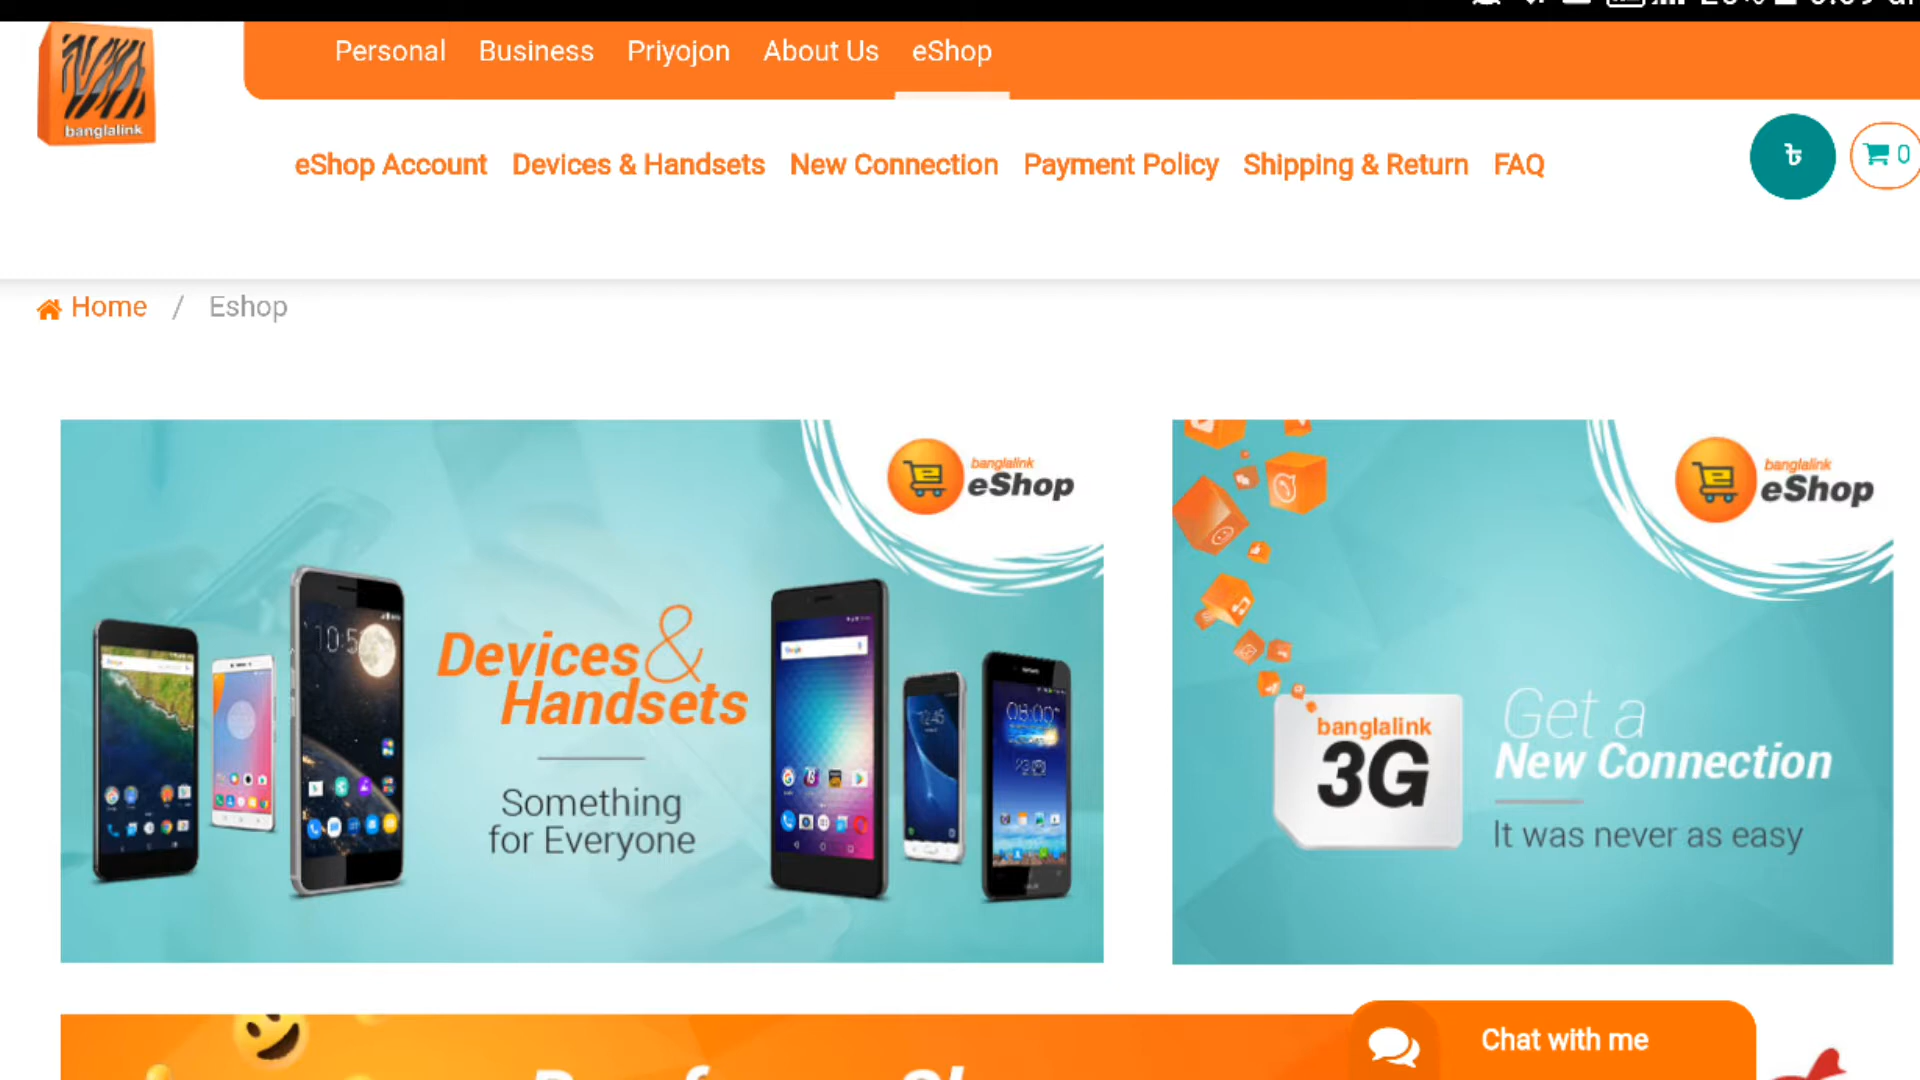 Personal Business Priyojon About Us eShop
banglalink
eShop Account Devices & Handsets New Connection Payment Policy Shipping & Return FAQ
৳ 0
Home / Eshop
banglalink
eShop
Devices &
Handsets
Something
for Everyone
banglalink
eShop
banglalink
3G
Get a
New Connection
It was never as easy
Chat with me